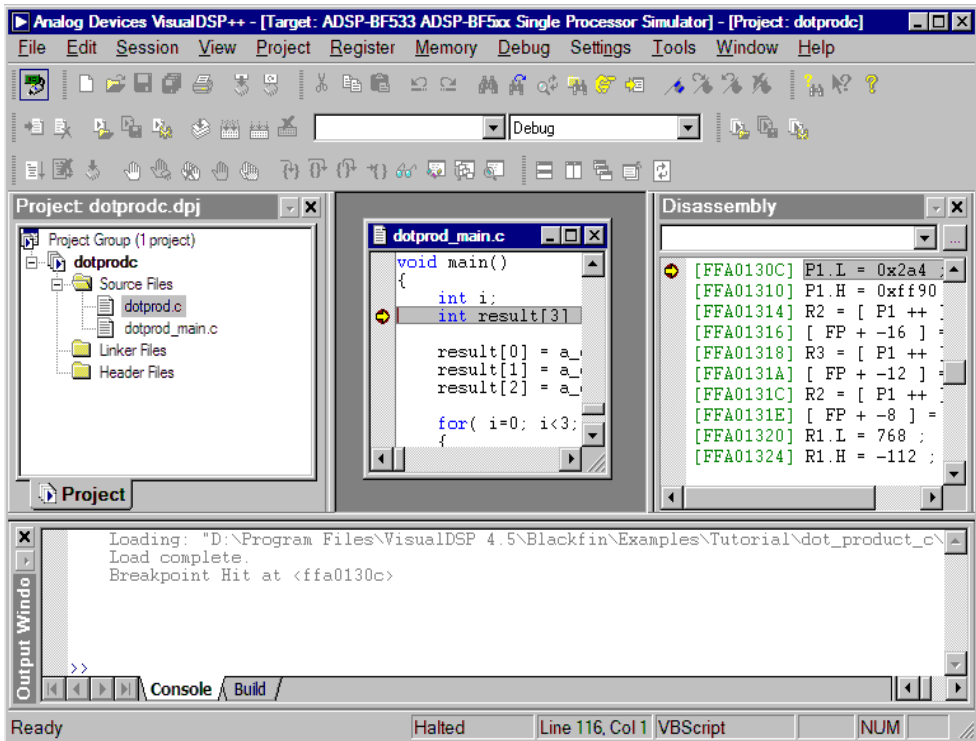 Analog Devices VisualDSP++ - [Target: ADSP-BF533 ADSP-BF5xx Single Processor Simulator] - [Project: dotprodc]
File Edit Session View Project Register Memory Debug Settings Tools Window Help
Debug
Project: dotprodc.dpj
Project Group (1 project)
dotprodc
Source Files
dotprod.c
dotprod_main.c
Linker Files
Header Files
Project
dotprod_main.c
void main()
{
int i;
int result[3]
result[0] = a_
result[1] = a_
result[2] = a_
for( i=0; i<3;
{
Disassembly
...
[FFA0130C] P1.L = 0x2a4 ;
[FFA01310] P1.H = 0xff90
[FFA01314] R2 = [ P1 ++ ]
[FFA01316] [ FP + -16 ] =
[FFA01318] R3 = [ P1 ++ ]
[FFA0131A] [ FP + -12 ] =
[FFA0131C] R2 = [ P1 ++ ]
[FFA0131E] [ FP + -8 ] =
[FFA01320] R1.L = 768 ;
[FFA01324] R1.H = -112 ;
Output Windo
Loading: "D:\Program Files\VisualDSP 4.5\Blackfin\Examples\Tutorial\dot_product_c\
Load complete.
Breakpoint Hit at <ffa0130c>
>>
Console Build
Ready Halted Line 116, Col 1 VBScript NUM